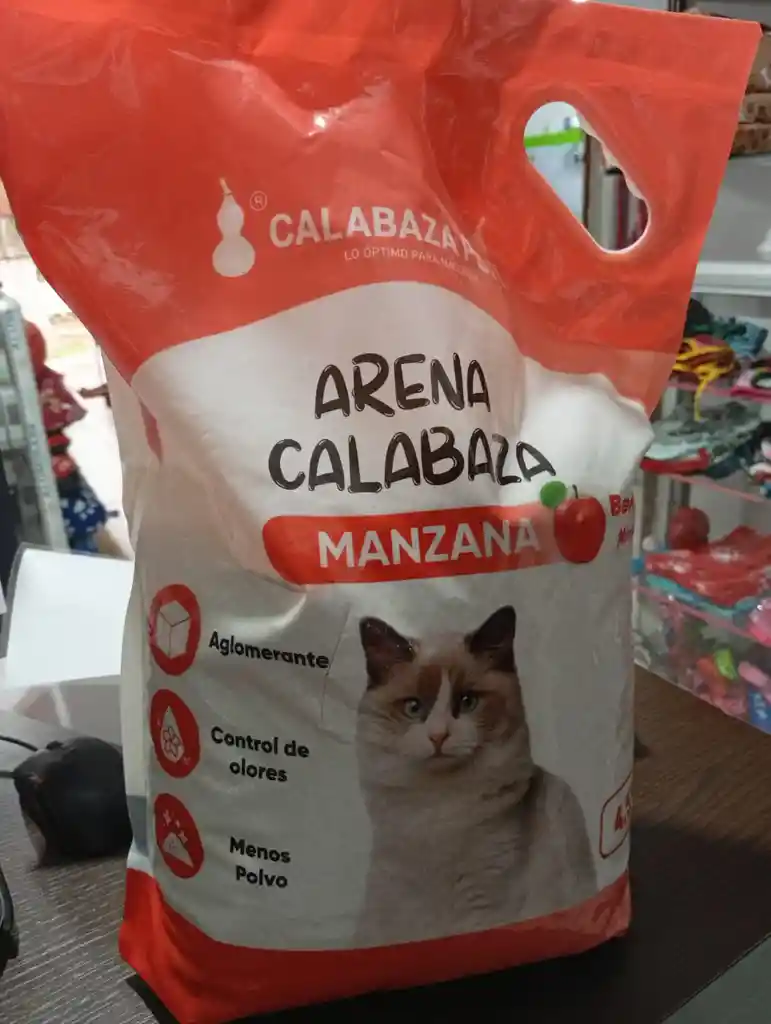 ®
CALABAZA
LO ÓPTIMO PARA
ARENA
CALABAZA
MANZANA
Aglomerante
Control de
olores
Menos
Polvo